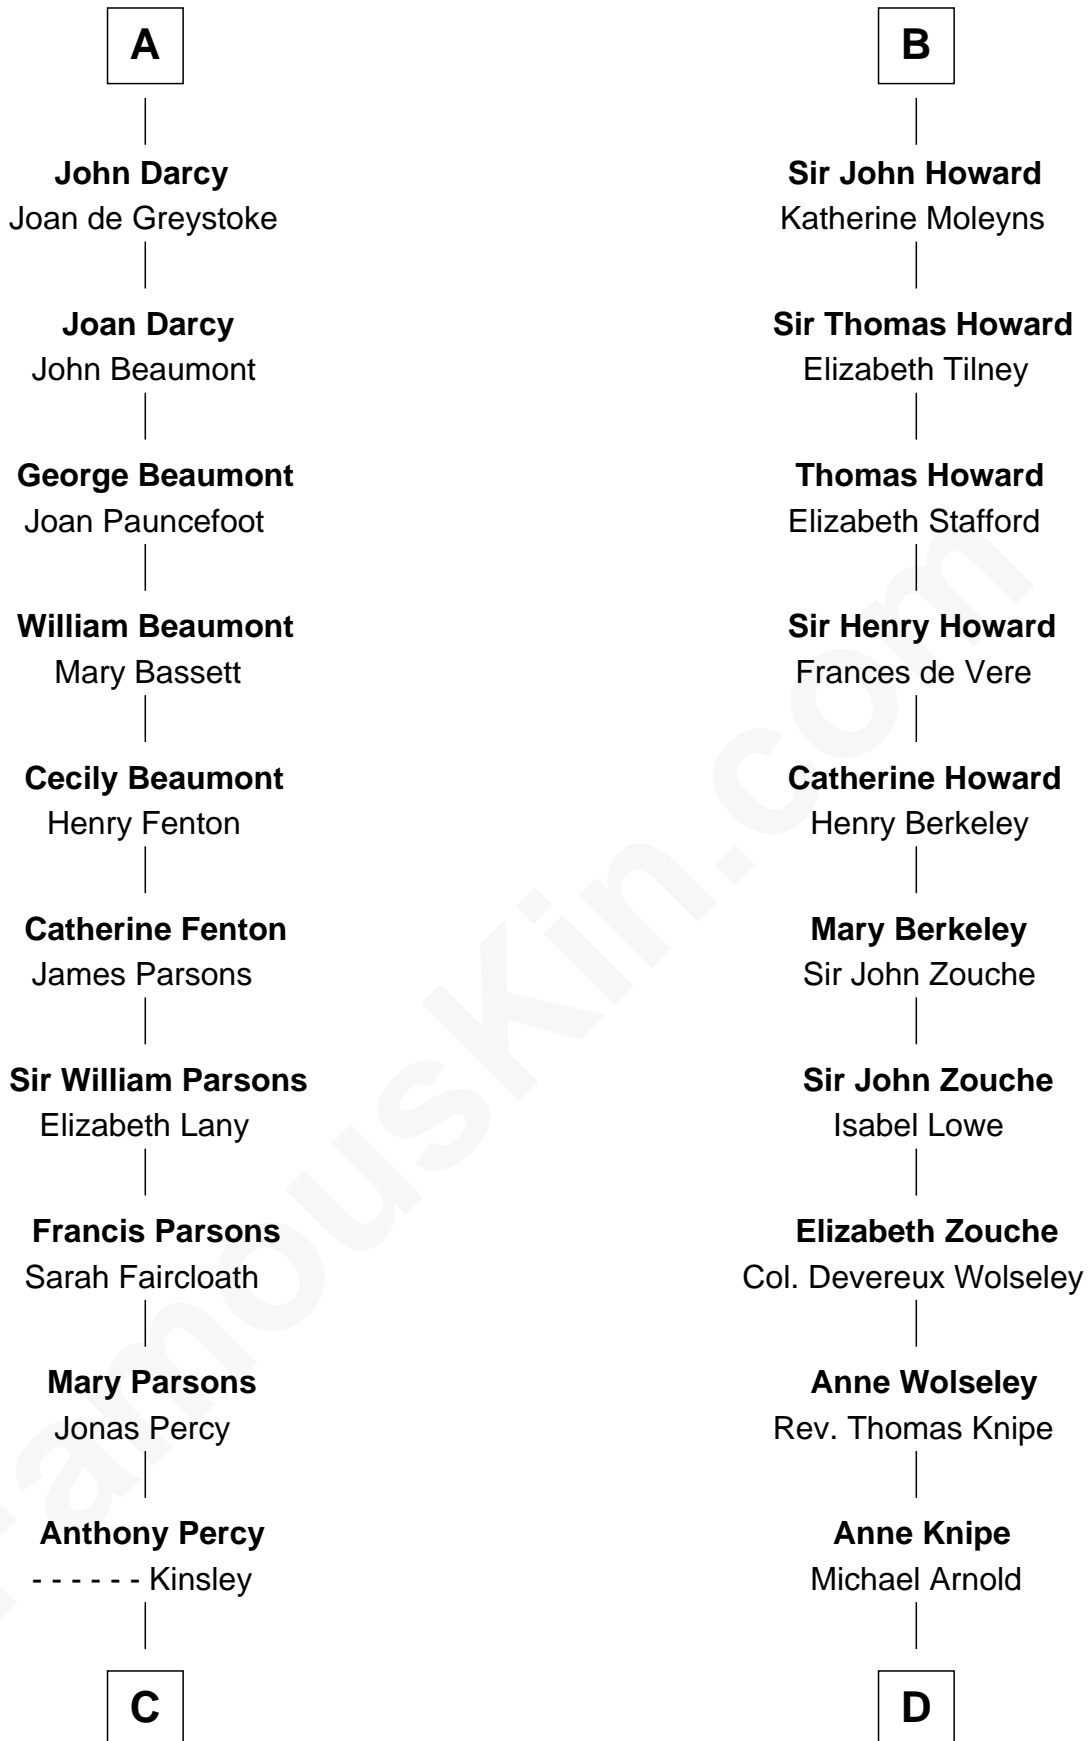 A
John Darcy
Joan de Greystoke
Joan Darcy
John Beaumont
George Beaumont
Joan Pauncefoot
William Beaumont
Mary Bassett
Cecily Beaumont
Henry Fenton
Catherine Fenton
James Parsons
Sir William Parsons
Elizabeth Lany
Francis Parsons
Sarah Faircloath
Mary Parsons
Jonas Percy
Anthony Percy
- - - - - - Kinsley
C
B
Sir John Howard
Katherine Moleyns
Sir Thomas Howard
Elizabeth Tilney
Thomas Howard
Elizabeth Stafford
Sir Henry Howard
Frances de Vere
Catherine Howard
Henry Berkeley
Mary Berkeley
Sir John Zouche
Sir John Zouche
Isabel Lowe
Elizabeth Zouche
Col. Devereux Wolseley
Anne Wolseley
Rev. Thomas Knipe
Anne Knipe
Michael Arnold
D
FamousKin.com